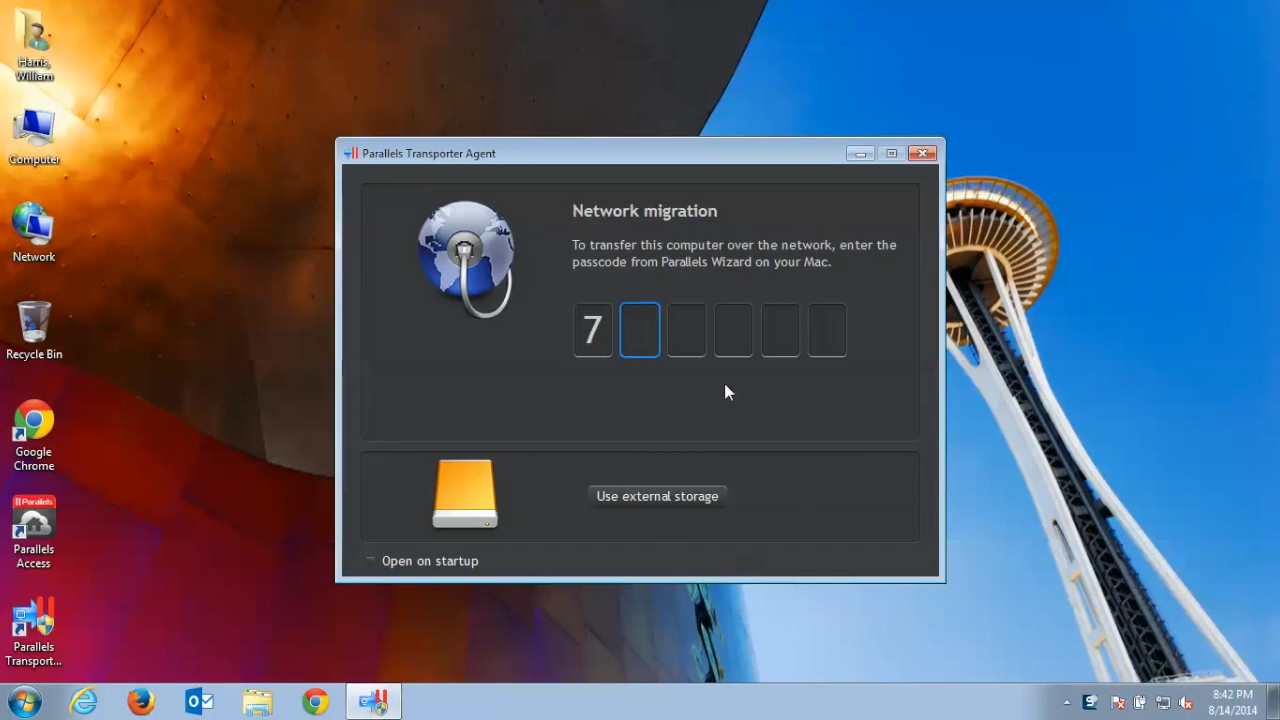 Harris,
William
Computer
Network
Recycle Bin
Google
Chrome
Parallels
Parallels
Access
Parallels
Transport...
Parallels Transporter Agent
Network migration
To transfer this computer over the network, enter the
passcode from Parallels Wizard on your Mac.
7
Use external storage
Open on startup
8:42 PM
8/14/2014